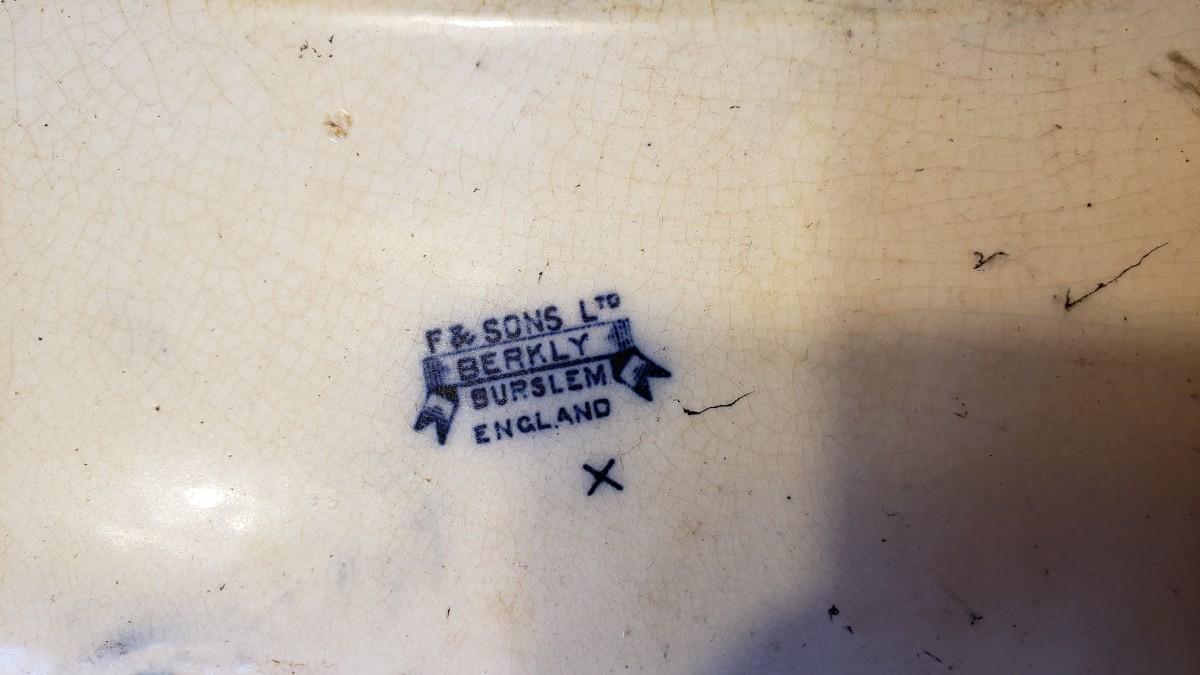 F & SONS LTD
BERKLY
BURSLEM
ENGLAND
X